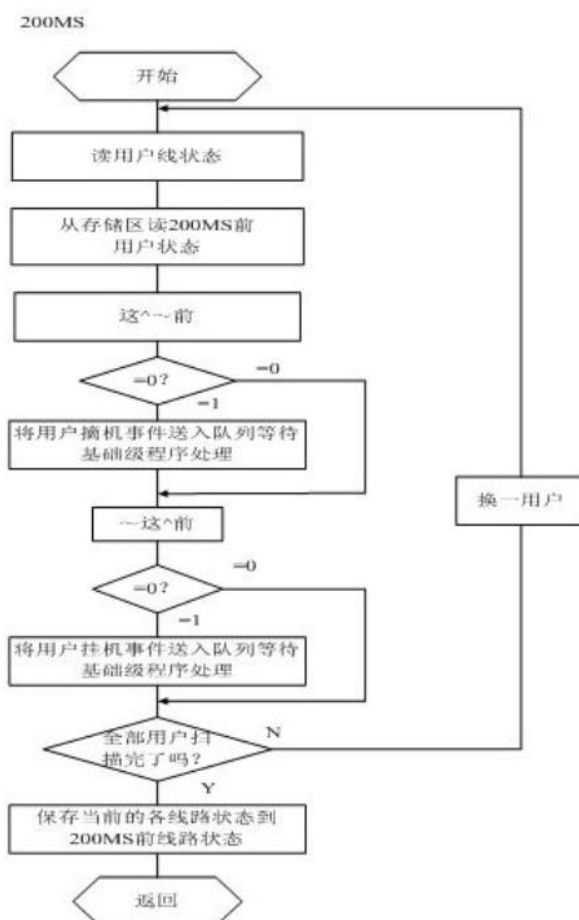 200MS
开始
读用户线状态
从存储区读200MS前
用户状态
这^~前
=0?
=0
=1
将用户摘机事件送入队列等待
基础级程序处理
换一用户
~这^前
=0?
=0
=1
将用户挂机事件送入队列等待
基础级程序处理
全部用户扫
描完了吗?
N
Y
保存当前的各线路状态到
200MS前线路状态
返回